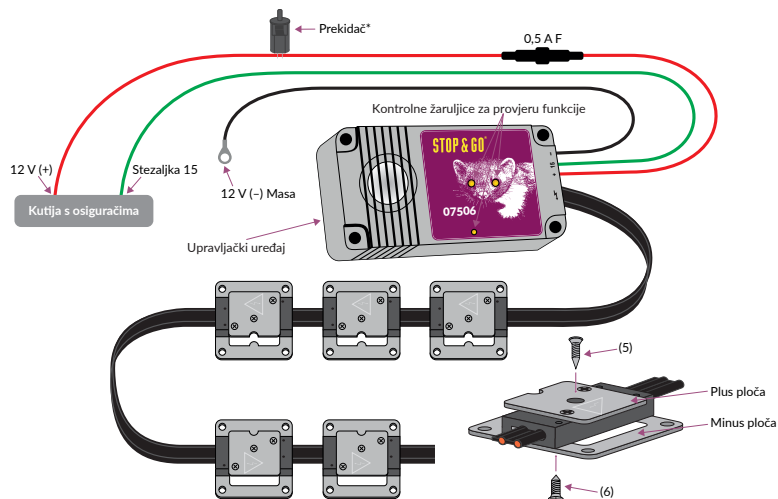 Prekidač*
0,5 A F
Kontrolne žaruljice za provjeru funkcije
STOP & GO®
12 V (+)
Stezaljka 15
12 V (–) Masa
– 15 +
07506
Kutija s osiguračima
Upravljački uređaj
(5)
Plus ploča
Minus ploča
(6)